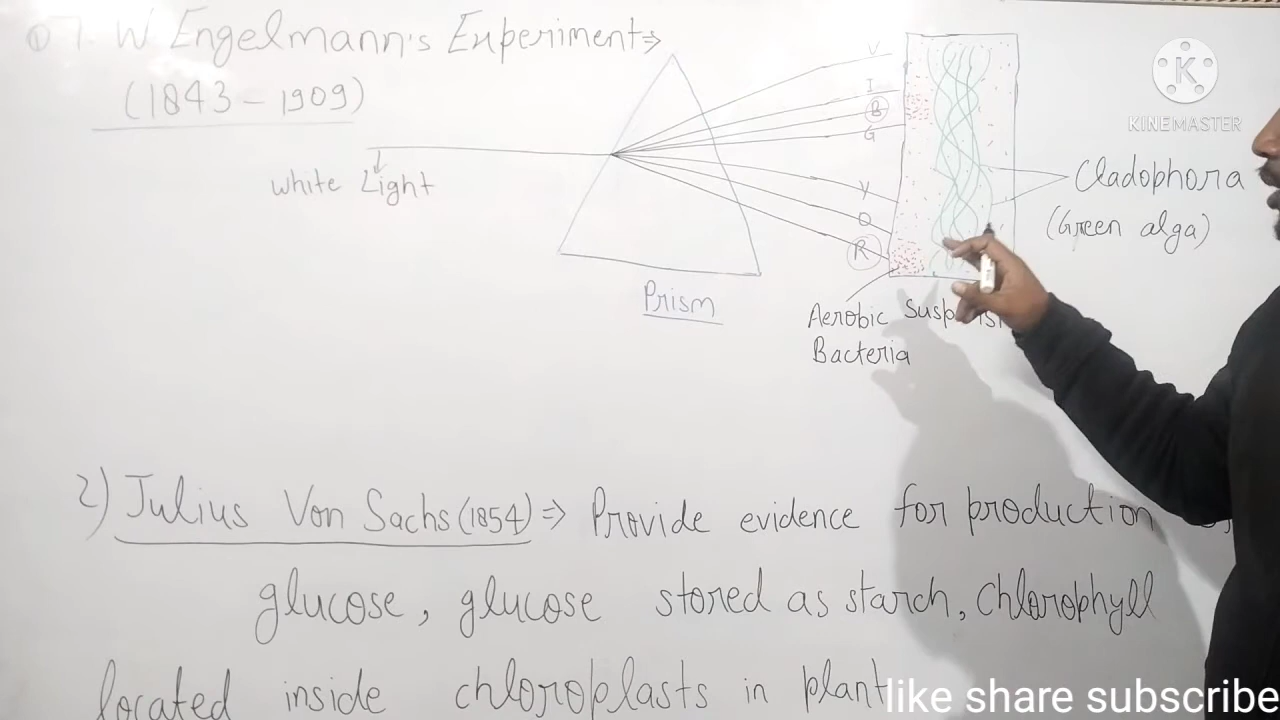 ① T. W Engelmann's Experiment ⇒
(1843 - 1909)
white Light
Prism
V
I
B
G
Y
O
R
KINEMASTER
Cladophora
(Green alga)
Aerobic
Bacteria
2) Julius Von Sachs (1854) ⇒ Provide evidence for production
glucose, glucose stored as starch, Chlorophyll
located inside chloroplasts in plant
like share subscribe